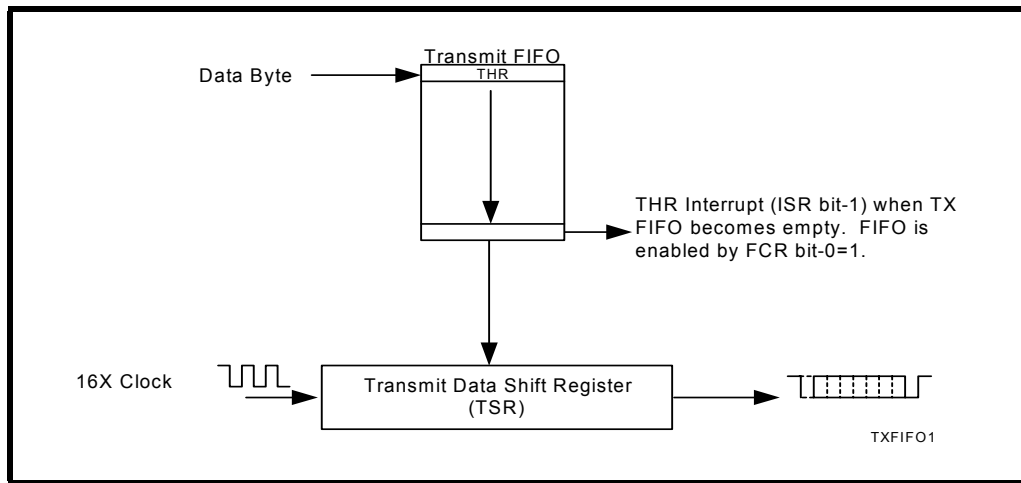 Transmit FIFO
THR
Data Byte
THR Interrupt (ISR bit-1) when TX
FIFO becomes empty. FIFO is
enabled by FCR bit-0=1.
16X Clock
Transmit Data Shift Register
(TSR)
TXFIFO1